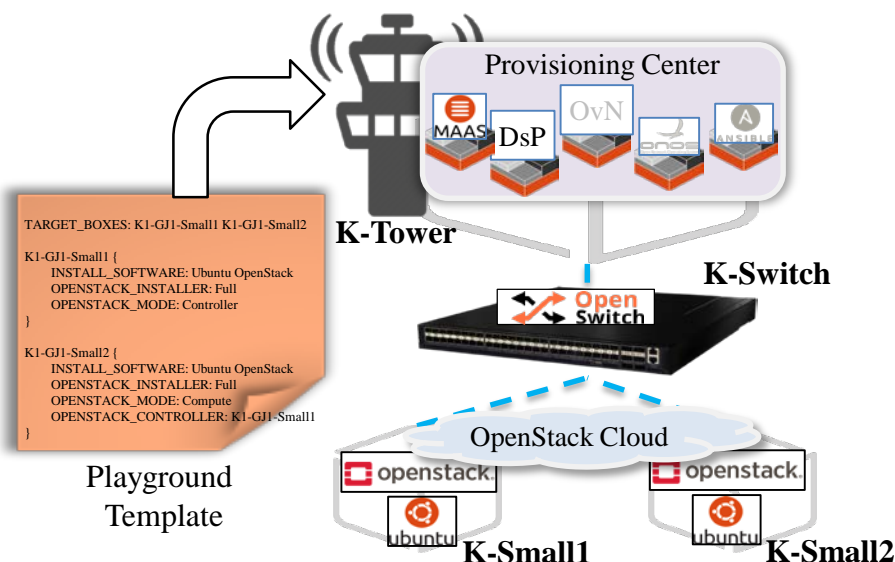 Provisioning Center
MAAS
DsP
OvN
onos
ANSIBLE
K-Tower
TARGET_BOXES: K1-GJ1-Small1 K1-GJ1-Small2
K1-GJ1-Small1 {
INSTALL_SOFTWARE: Ubuntu OpenStack
OPENSTACK_INSTALLER: Full
OPENSTACK_MODE: Controller
}
K1-GJ1-Small2 {
INSTALL_SOFTWARE: Ubuntu OpenStack
OPENSTACK_INSTALLER: Full
OPENSTACK_MODE: Compute
OPENSTACK_CONTROLLER: K1-GJ1-Small1
}
Playground
Template
K-Switch
Open
Switch
OpenStack Cloud
openstack.
ubuntu
K-Small1
openstack.
ubuntu
K-Small2